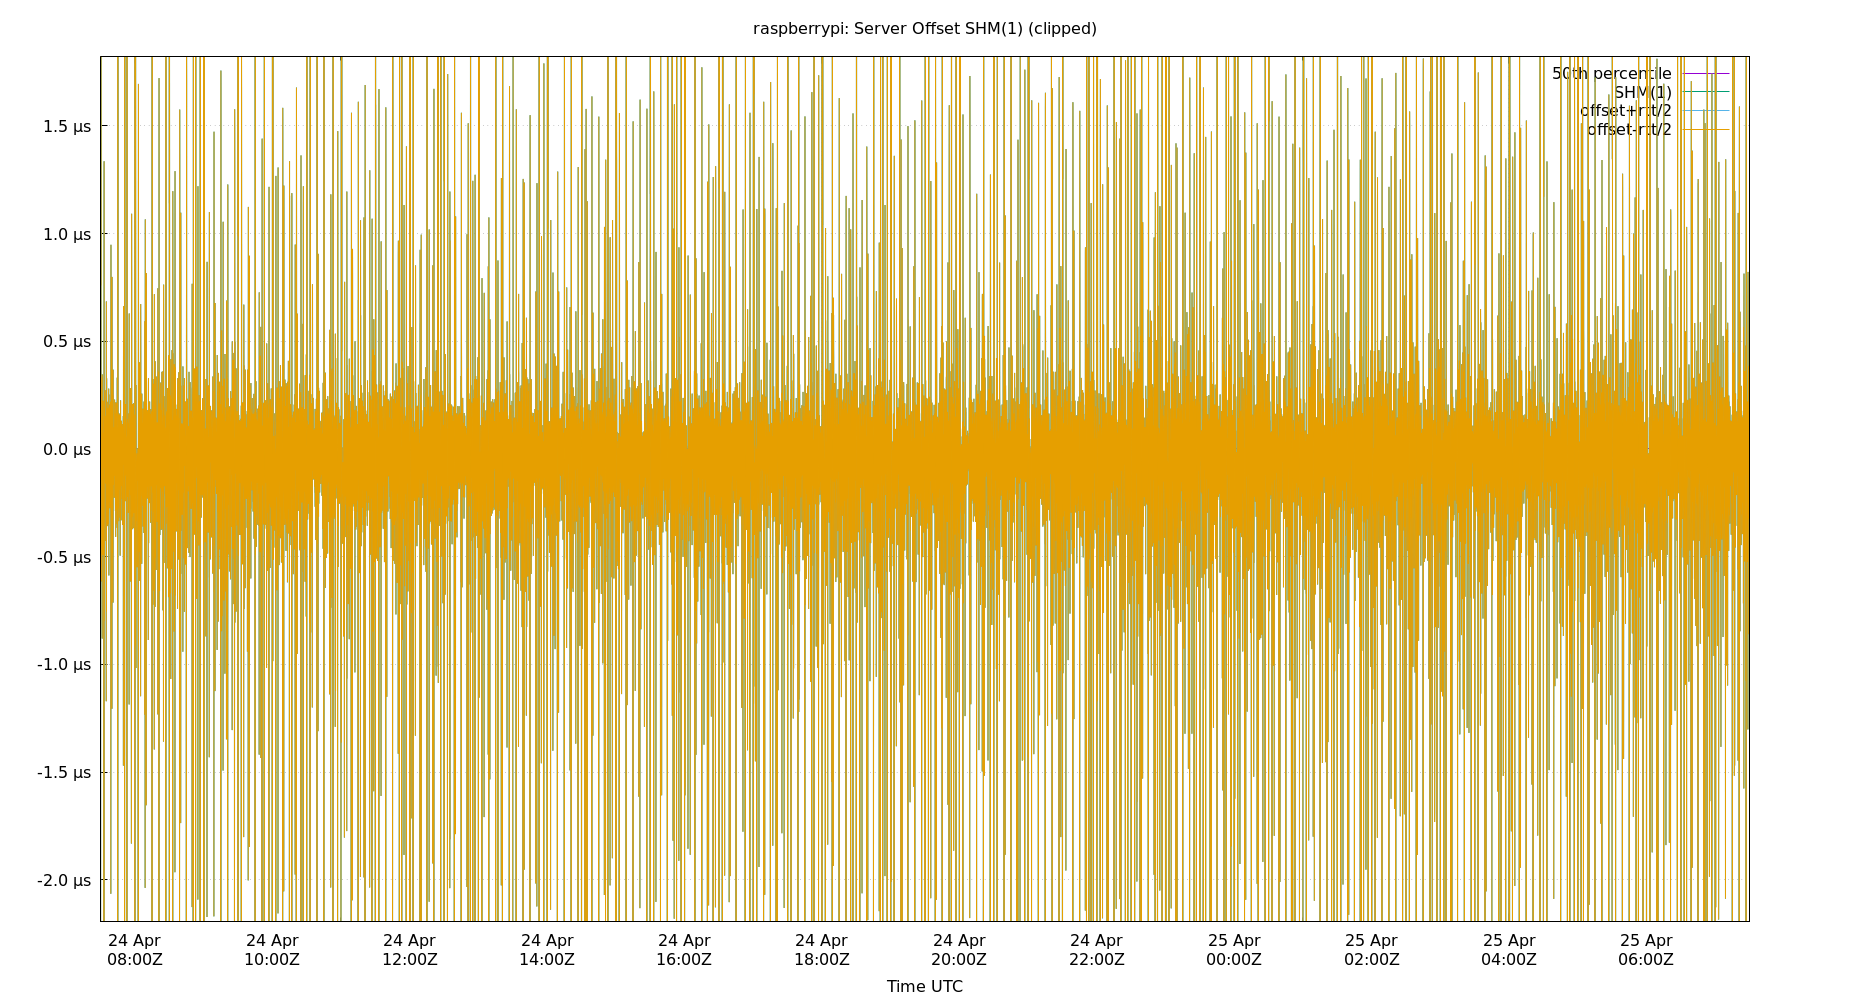 raspberrypi: Server Offset SHM(1) (clipped)
50th percentile
SHM(1)
offset+rtt/2
offset-rtt/2
1.5 µs
1.0 µs
0.5 µs
0.0 µs
-0.5 µs
-1.0 µs
-1.5 µs
-2.0 µs
24 Apr 24 Apr 24 Apr 24 Apr 24 Apr 24 Apr 24 Apr 24 Apr 25 Apr 25 Apr 25 Apr 25 Apr
08:00Z 10:00Z 12:00Z 14:00Z 16:00Z 18:00Z 20:00Z 22:00Z 00:00Z 02:00Z 04:00Z 06:00Z
Time UTC